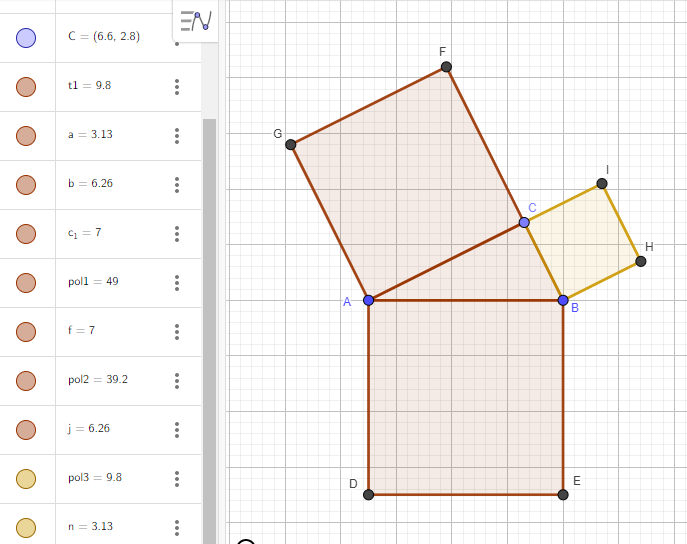 C = (6.6, 2.8)
t1 = 9.8
a = 3.13
b = 6.26
c₁ = 7
pol1 = 49
f = 7
pol2 = 39.2
j = 6.26
pol3 = 9.8
n = 3.13
F
G
I
C
H
A
B
D
E